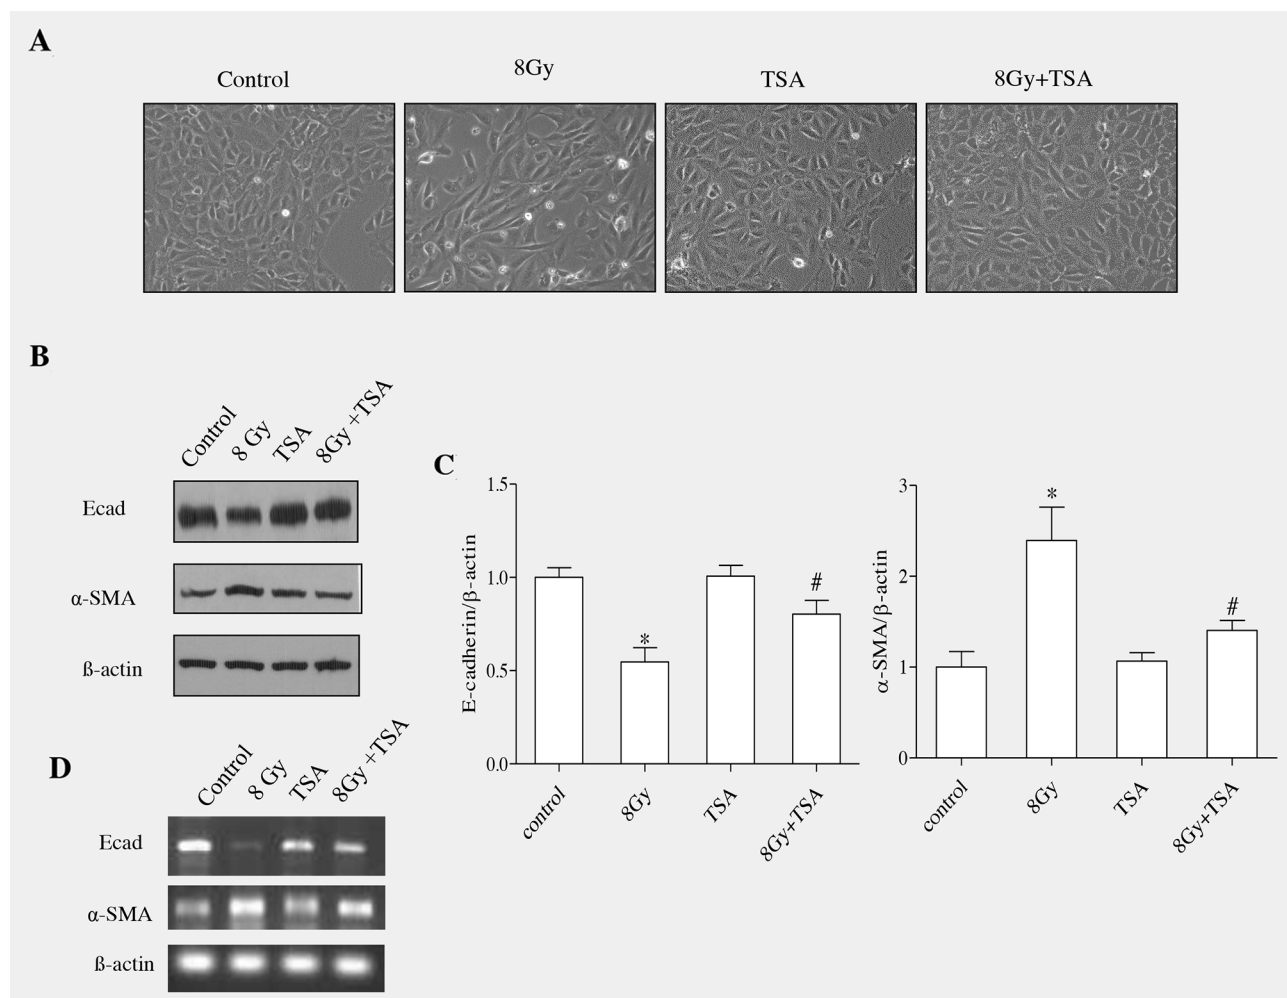 A
Control
8Gy
TSA
8Gy+TSA
B
Control
8 Gy
TSA
8Gy +TSA
Ecad
α-SMA
ß-actin
C
1.5
1.0
0.5
0.0
E-cadherin/β-actin
*
#
control
8Gy
TSA
8Gy+TSA
3
2
1
0
α-SMA/β-actin
*
#
control
8Gy
TSA
8Gy+TSA
D
Control
8 Gy
TSA
8Gy +TSA
Ecad
α-SMA
ß-actin